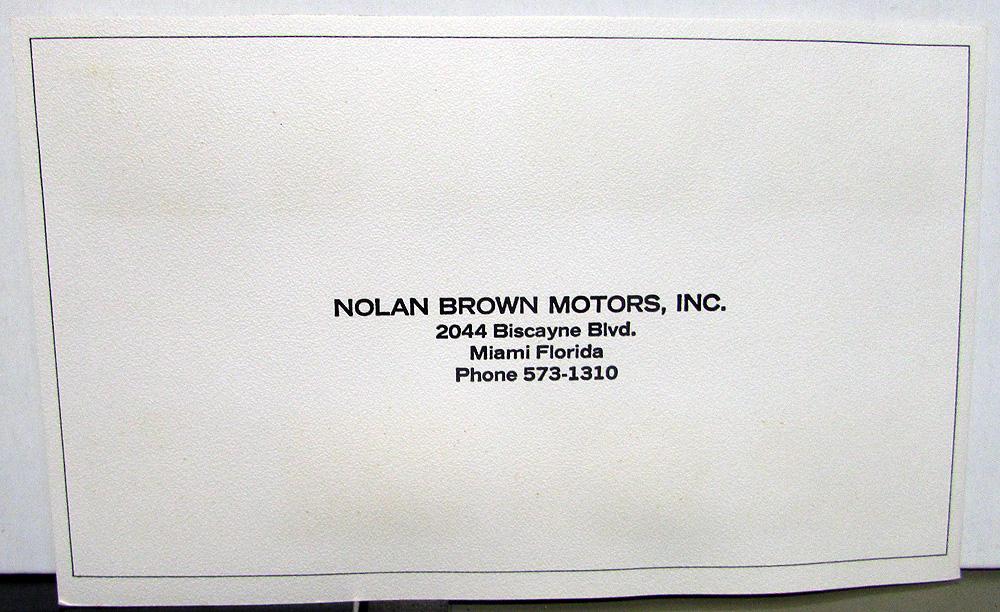 NOLAN BROWN MOTORS, INC.
2044 Biscayne Blvd.
Miami Florida
Phone 573-1310